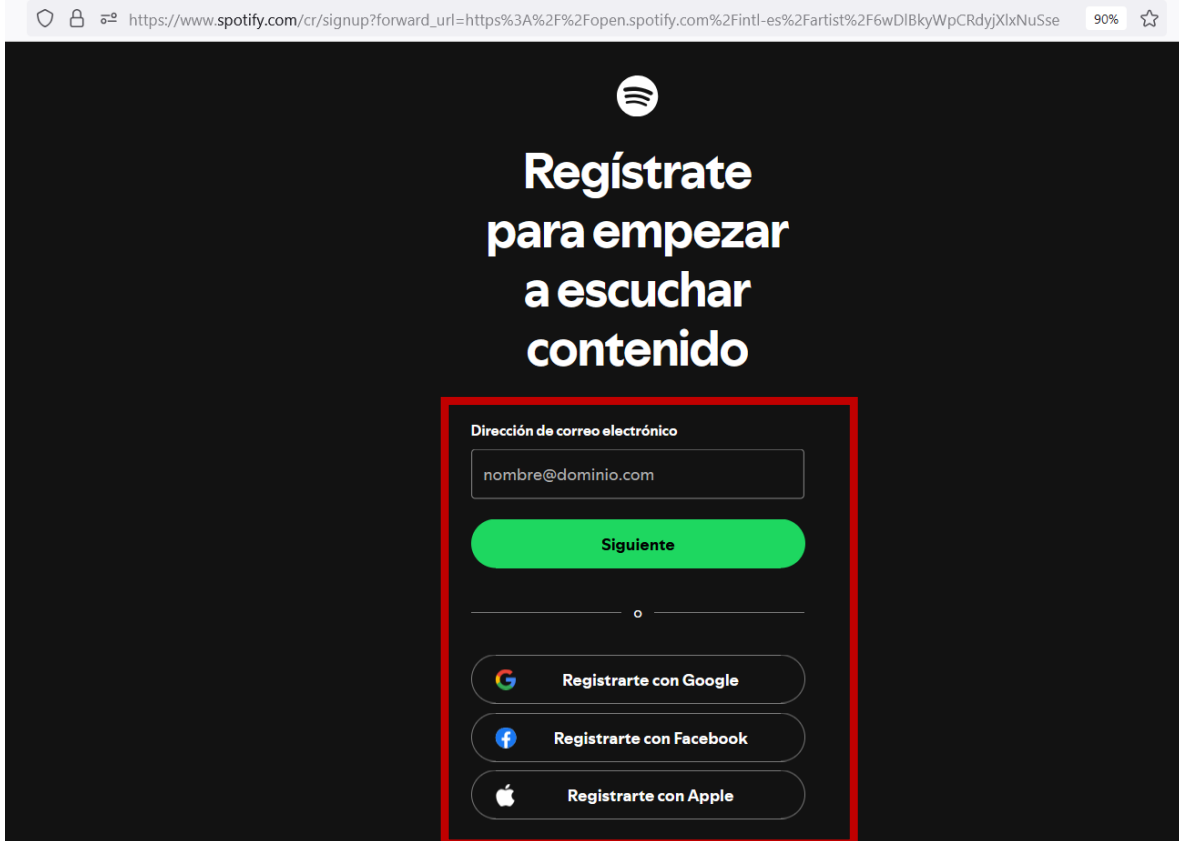 https://www.spotify.com/cr/signup?forward_url=https%3A%2F%2Fopen.spotify.com%2Fintl-es%2Fartist%2F6wDlBkyWpCRdyjXlxNuSse
90%
Regístrate
para empezar
a escuchar
contenido
Dirección de correo electrónico
nombre@dominio.com
Siguiente
o
Registrarte con Google
Registrarte con Facebook
Registrarte con Apple